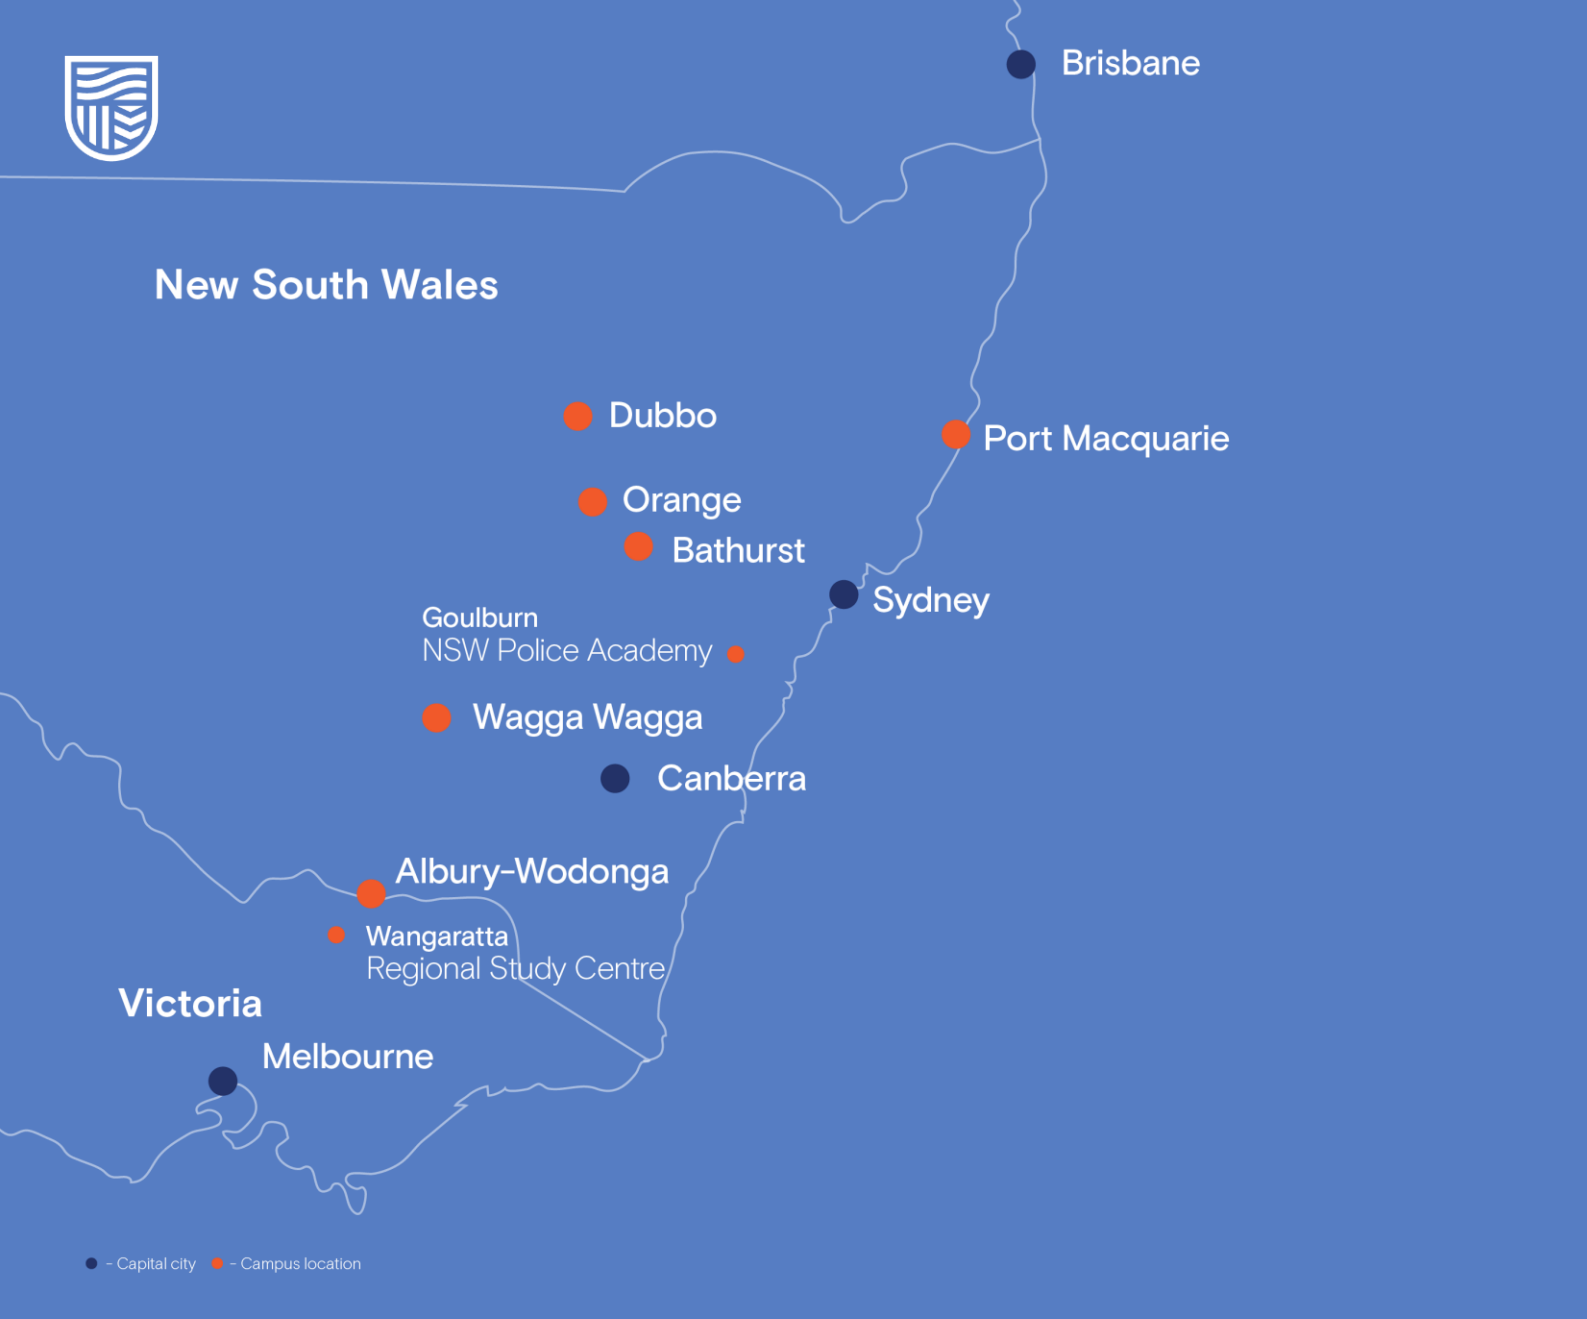 Brisbane
New South Wales
Dubbo
Port Macquarie
Orange
Bathurst
Sydney
Goulburn
NSW Police Academy
Wagga Wagga
Canberra
Albury–Wodonga
Wangaratta
Regional Study Centre
Victoria
Melbourne
– Capital city – Campus location